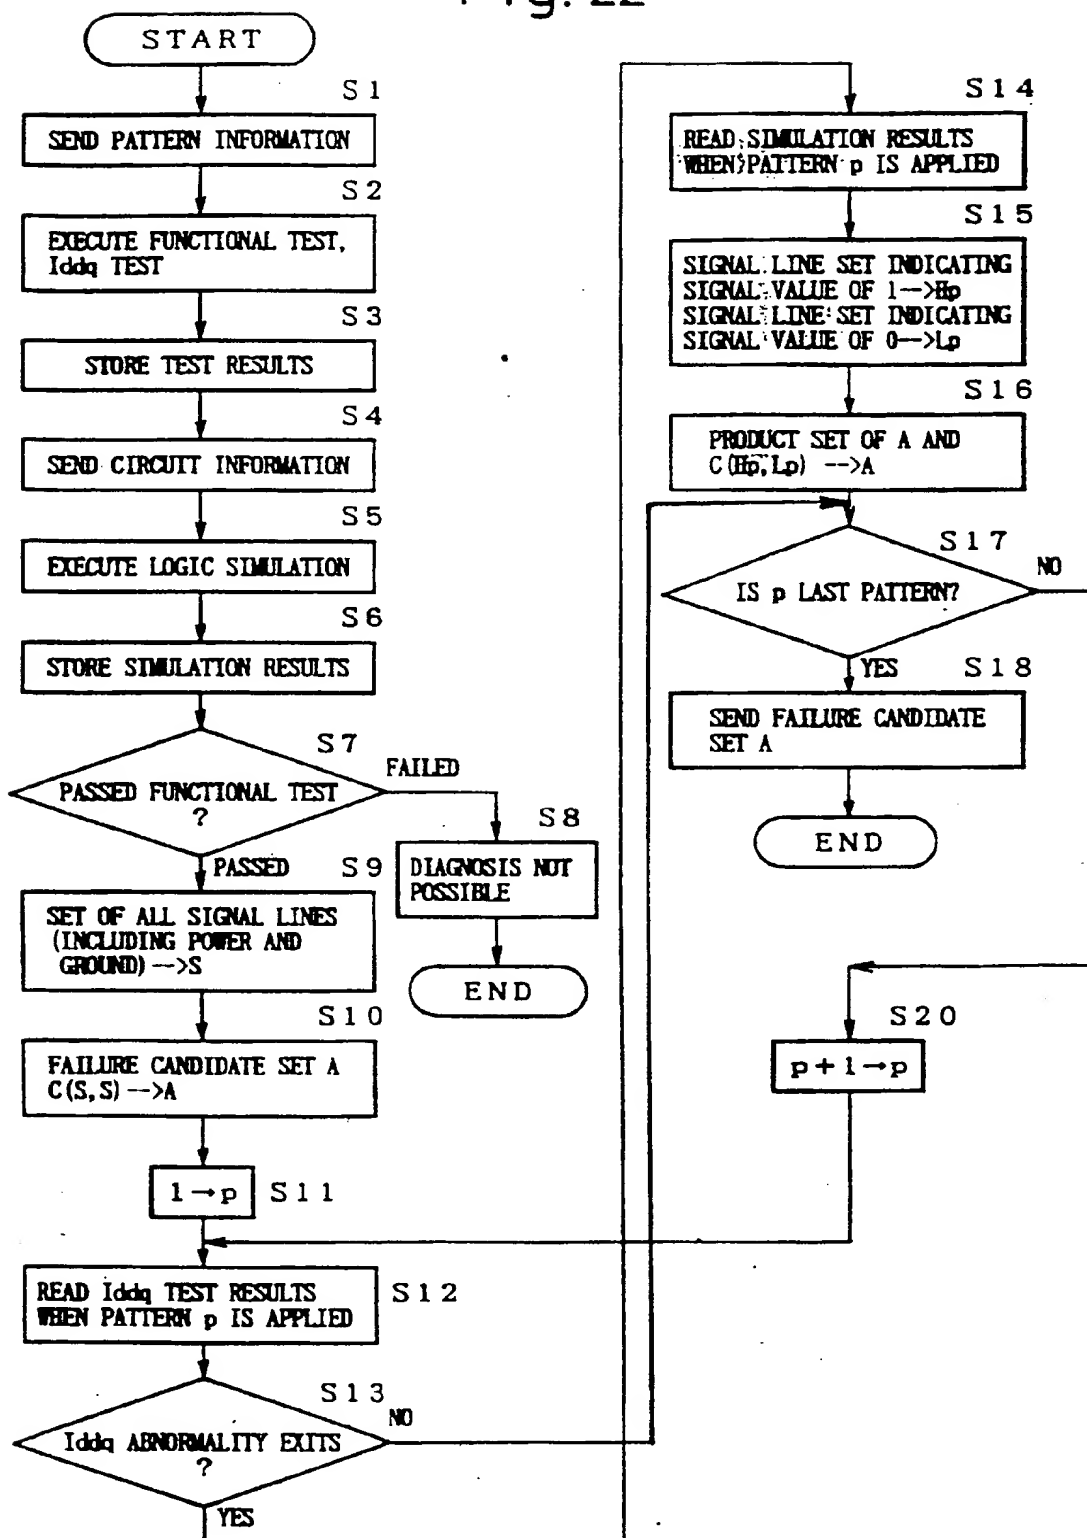 Fig. 22
START
S1
SEND PATTERN INFORMATION
S2
EXECUTE FUNCTIONAL TEST,
Iddq TEST
S3
STORE TEST RESULTS
S4
SEND CIRCUIT INFORMATION
S5
EXECUTE LOGIC SIMULATION
S6
STORE SIMULATION RESULTS
S7
PASSED FUNCTIONAL TEST
?
FAILED
S8
DIAGNOSIS NOT
POSSIBLE
END
PASSED
S9
SET OF ALL SIGNAL LINES
(INCLUDING POWER AND
GROUND)-->S
S10
FAILURE CANDIDATE SET A
C(S,S)-->A
1→p
S11
READ Iddq TEST RESULTS
WHEN PATTERN p IS APPLIED
S12
S13
Iddq ABNORMALITY EXITS
?
NO
YES
S14
READ SIMULATION RESULTS
WHEN PATTERN p IS APPLIED
S15
SIGNAL LINE SET INDICATING
SIGNAL VALUE OF 1-->Hp
SIGNAL LINE SET INDICATING
SIGNAL VALUE OF 0-->Lp
S16
PRODUCT SET OF A AND
C(Hp,Lp) -->A
S17
IS p LAST PATTERN?
NO
YES
S18
SEND FAILURE CANDIDATE
SET A
END
S20
p+1→p